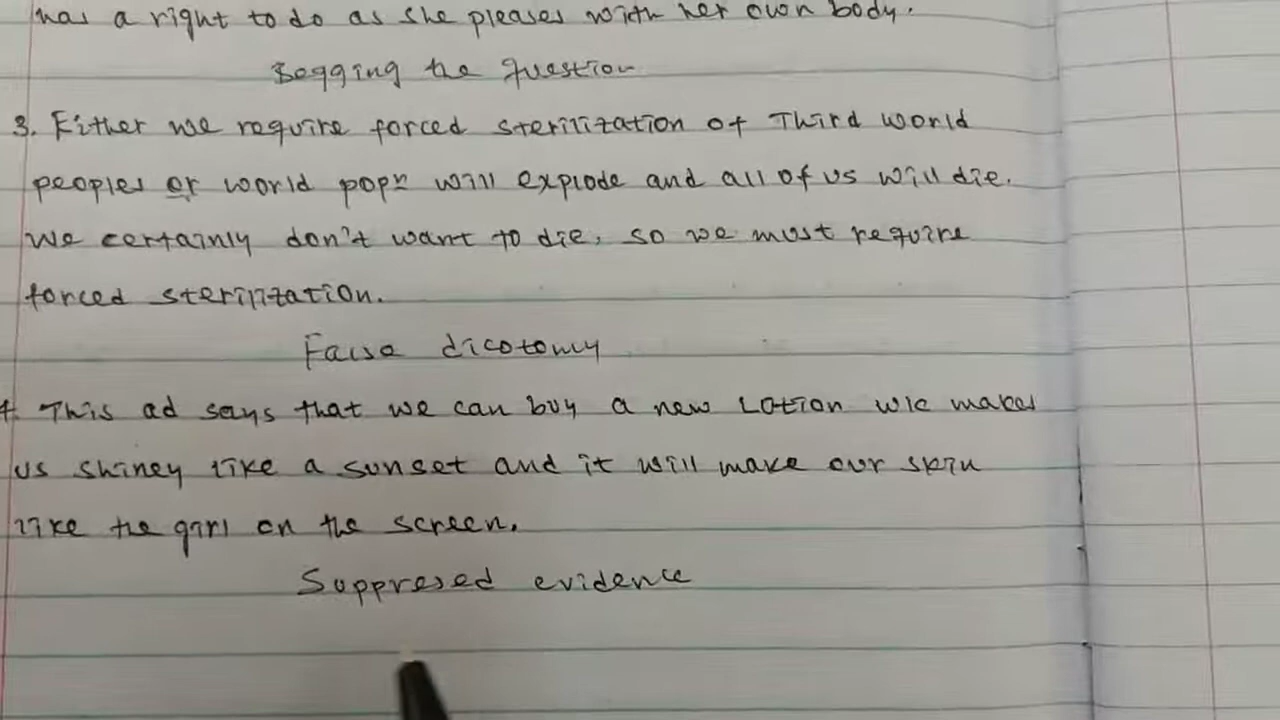 has a right to do as she pleases with her own body.
Begging the question
3. Either we require forced sterilization of Third world
peoples or world popn will explode and all of us will die.
We certainly don't want to die, so we must require
forced sterilization.
False dicotomy
4. This ad says that we can buy a new Lotion wic makes
us shiney like a sunset and it will make our skin
like the girl on the screen.
Suppresed evidence